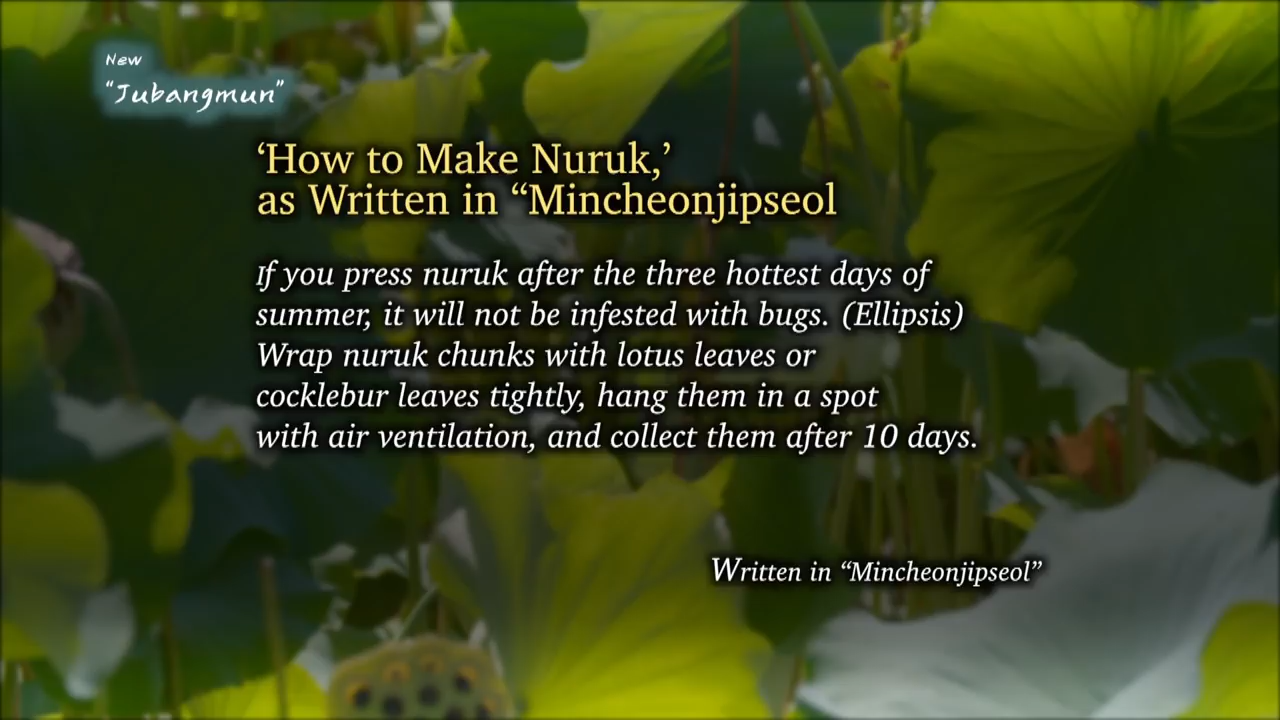 New
“Jubangmun”
‘How to Make Nuruk,’
as Written in “Mincheonjipseol
If you press nuruk after the three hottest days of
summer, it will not be infested with bugs. (Ellipsis)
Wrap nuruk chunks with lotus leaves or
cocklebur leaves tightly, hang them in a spot
with air ventilation, and collect them after 10 days.
Written in “Mincheonjipseol”